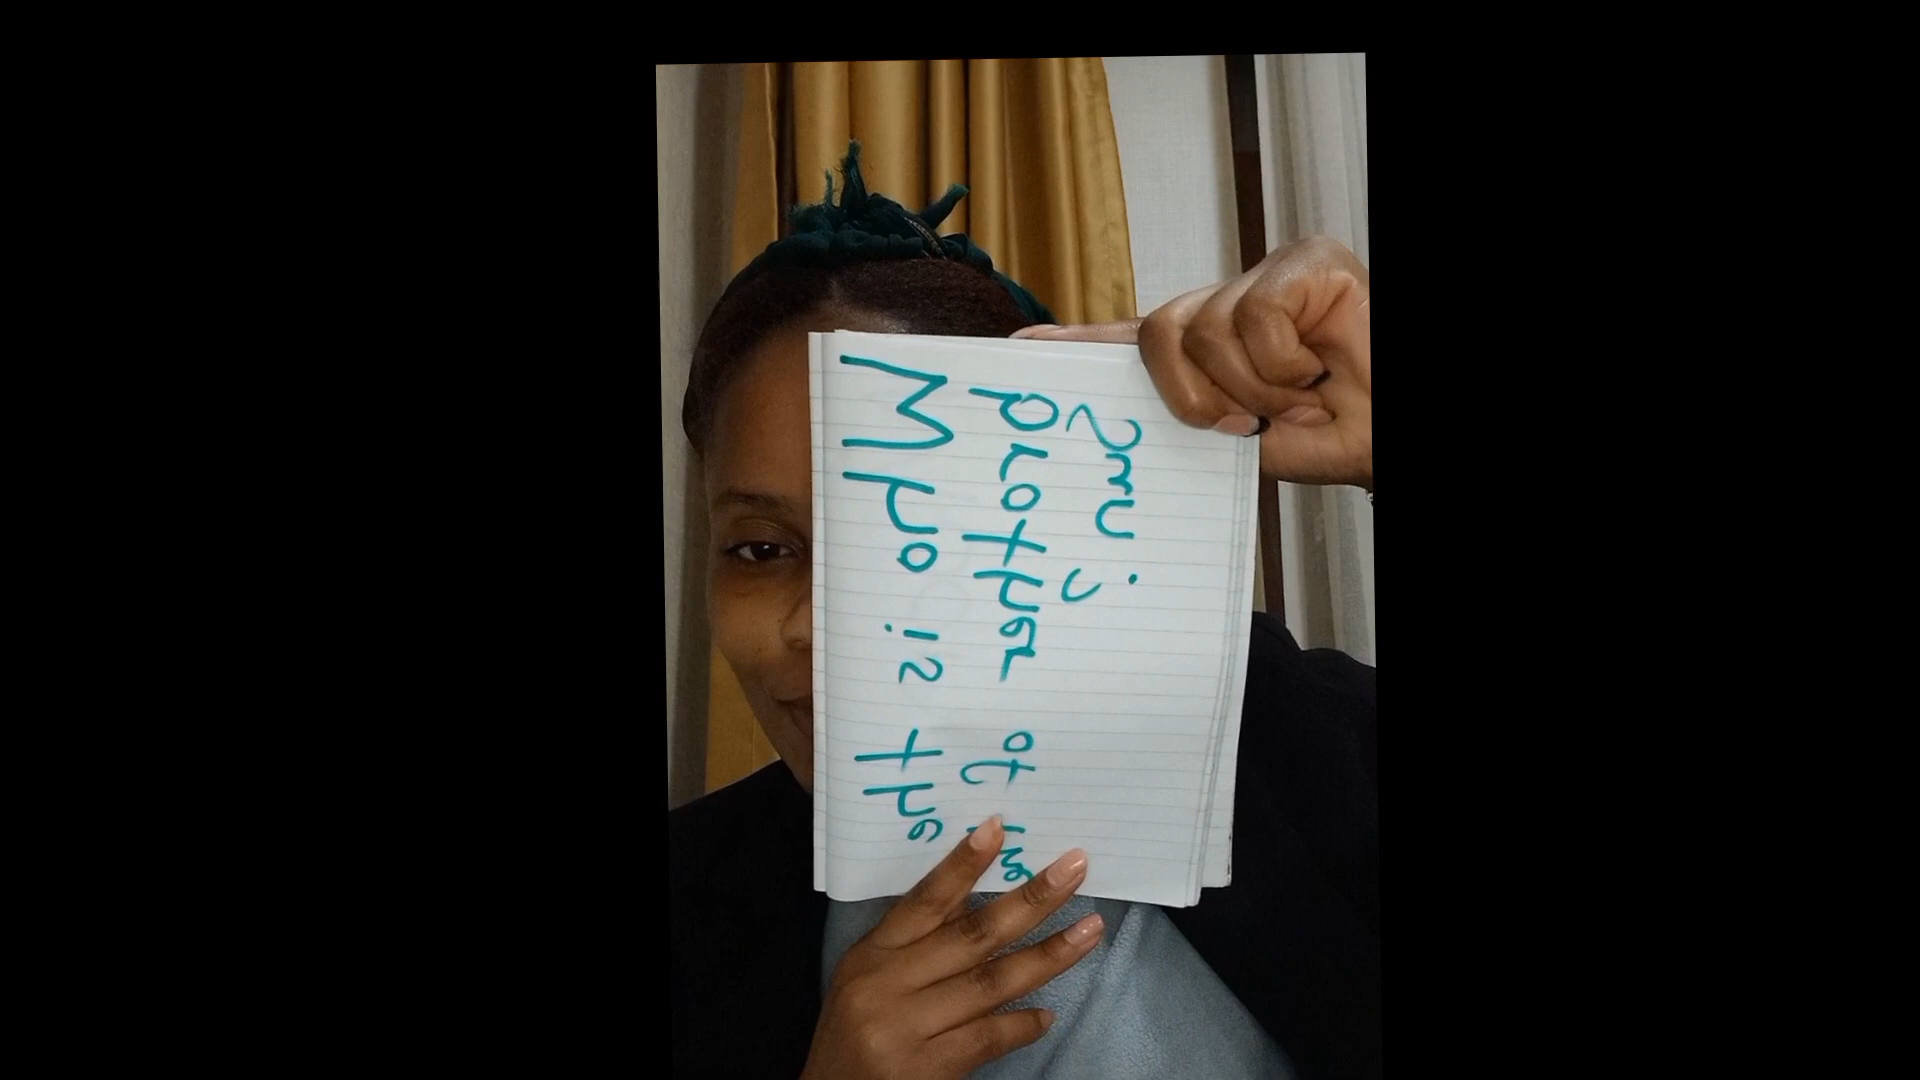 Who is the
brother of
?